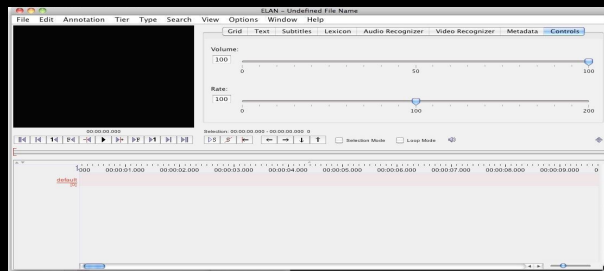 ELAN - Undefined File Name
File Edit Annotation Tier Type Search View Options Window Help
Grid Text Subtitles Lexicon Audio Recognizer Video Recognizer Metadata Controls
Volume:
100
0 50 100
Rate:
100
0 100 200
00:00:00.000
Selection: 00:00:00.000 - 00:00:00.000 0
Selection Mode Loop Mode
00:00:01.000 00:00:02.000 00:00:03.000 00:00:04.000 00:00:05.000 00:00:06.000 00:00:07.000 00:00:08.000 00:00:09.000
default